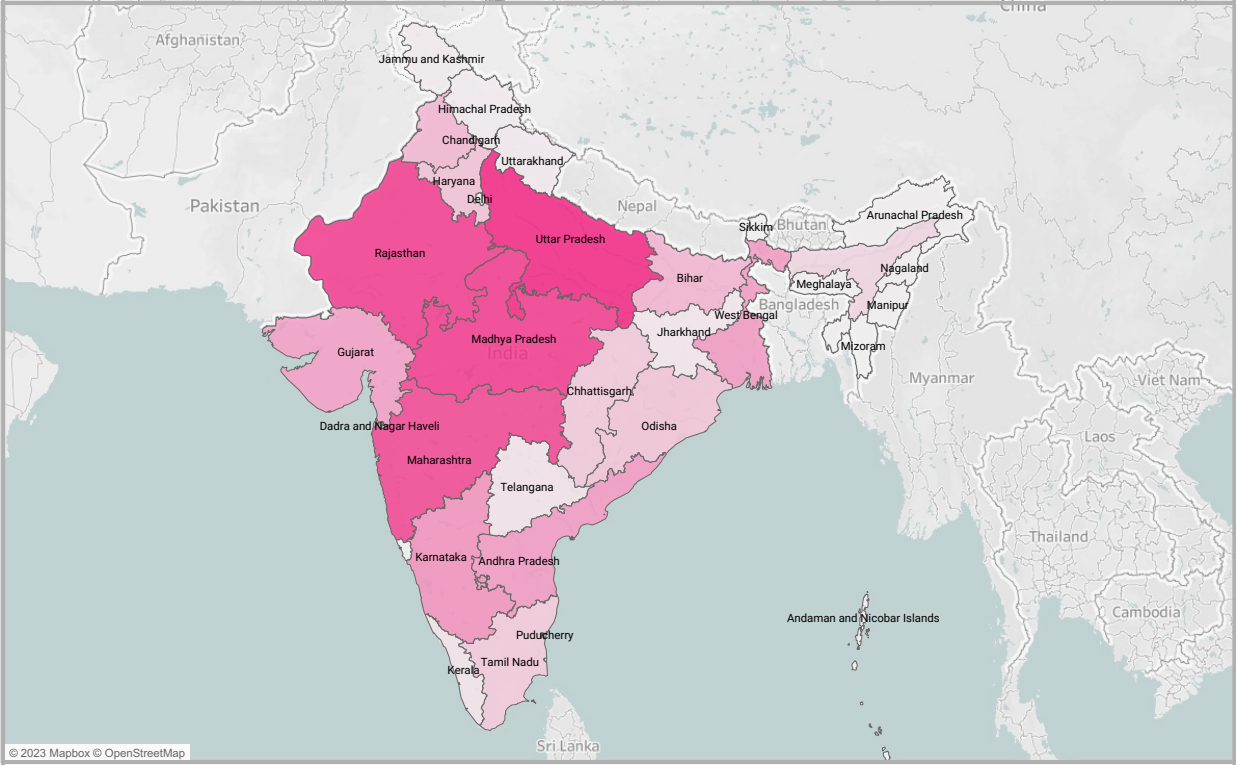 China
Afghanistan
Jammu and Kashmir
Himachal Pradesh
Chandigarh
Uttarakhand
Haryana
Delhi
Pakistan
Nepal
Sikkim
Bhutan
Arunachal Pradesh
Rajasthan
Uttar Pradesh
Bihar
Nagaland
Meghalaya
Bangladesh
Manipur
West Bengal
Jharkhand
Madhya Pradesh
India
Mizoram
Gujarat
Myanmar
Viet Nam
Chhattisgarh
Dadra and Nagar Haveli
Odisha
Laos
Maharashtra
Telangana
Thailand
Karnataka
Andhra Pradesh
Cambodia
Andaman and Nicobar Islands
Puducherry
Tamil Nadu
Kerala
Sri Lanka
© 2023 Mapbox © OpenStreetMap